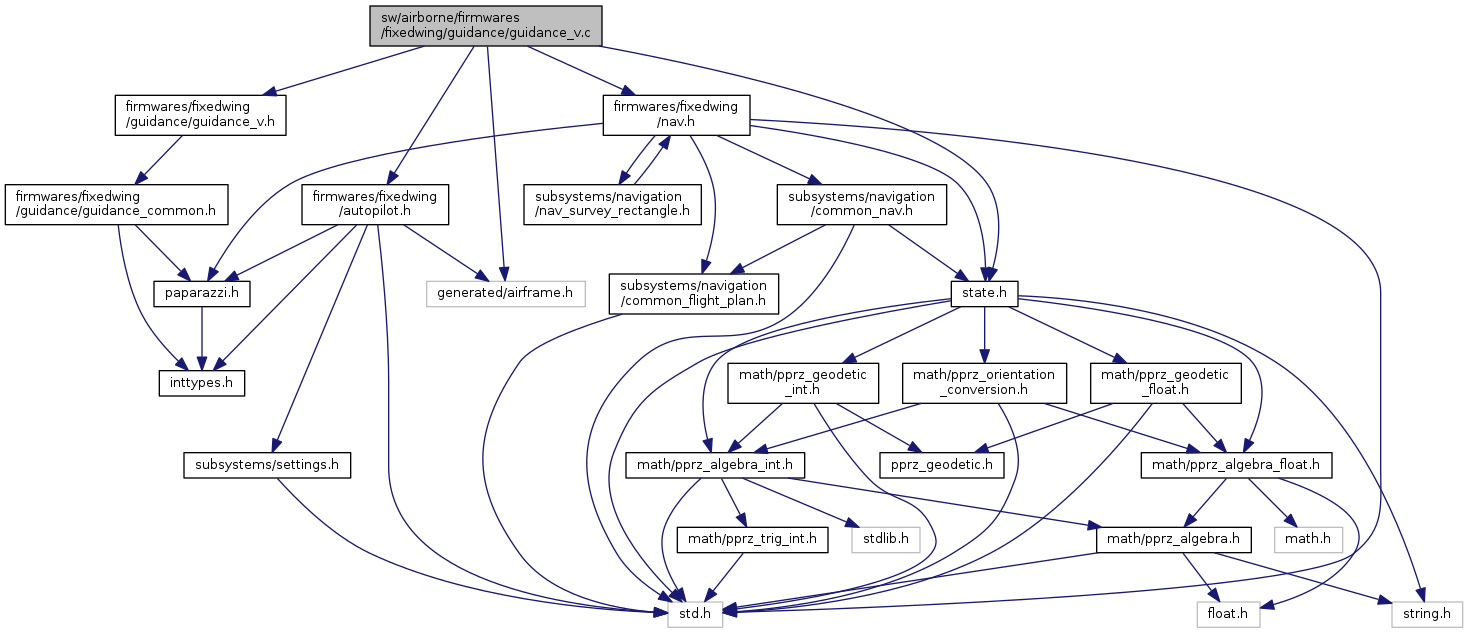 sw/airborne/firmwares
/fixedwing/guidance/guidance_v.c
firmwares/fixedwing
/guidance/guidance_v.h
firmwares/fixedwing
/nav.h
firmwares/fixedwing
/guidance/guidance_common.h
firmwares/fixedwing
/autopilot.h
subsystems/navigation
/nav_survey_rectangle.h
subsystems/navigation
/common_nav.h
paparazzi.h
generated/airframe.h
subsystems/navigation
/common_flight_plan.h
state.h
inttypes.h
math/pprz_geodetic
_int.h
math/pprz_orientation
_conversion.h
math/pprz_geodetic
_float.h
subsystems/settings.h
math/pprz_algebra_int.h
pprz_geodetic.h
math/pprz_algebra_float.h
math/pprz_trig_int.h
stdlib.h
math/pprz_algebra.h
math.h
std.h
float.h
string.h